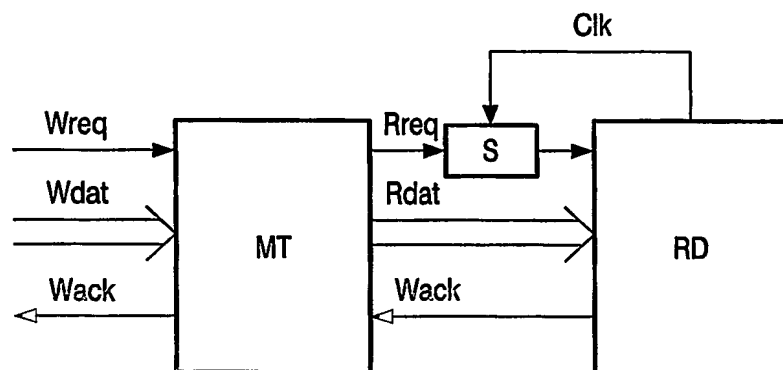 Clk
Wreq
Rreq
S
Wdat
Rdat
MT
RD
Wack
Wack